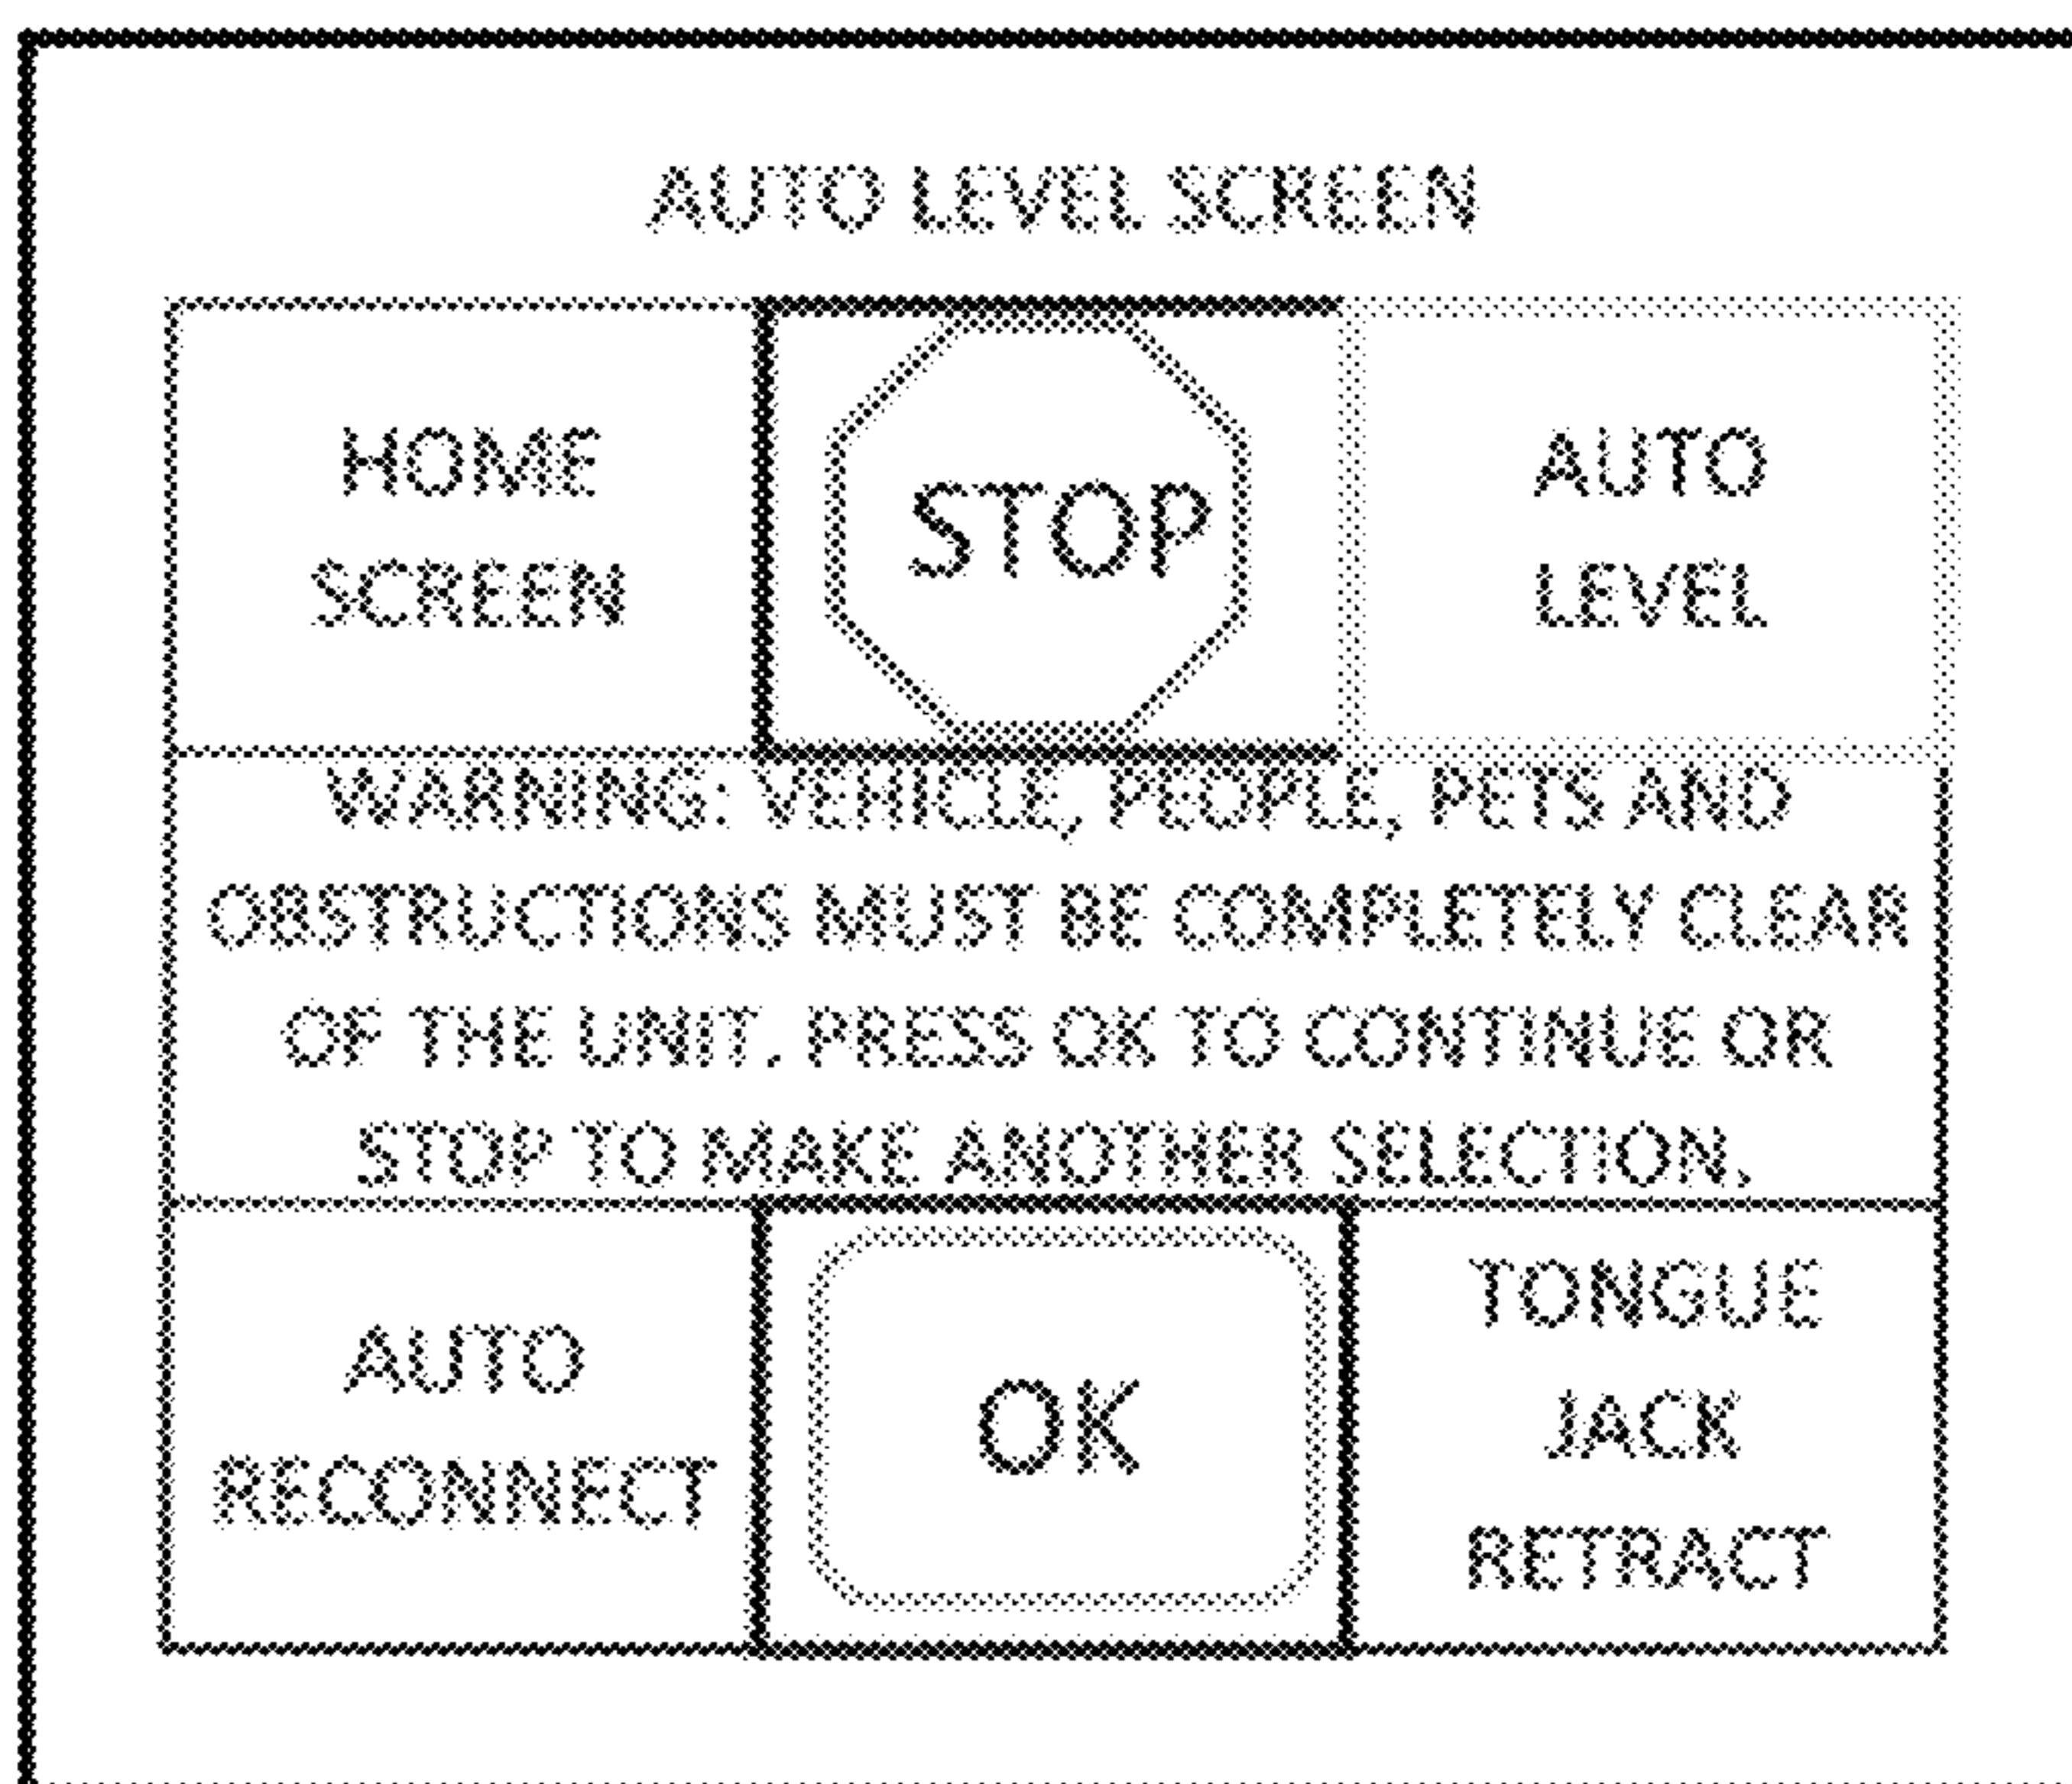 AUTO LEVEL SCREEN
HOME
SCREEN
STOP
AUTO
LEVEL
WARNING: VEHICLE, PEOPLE, PETS AND
OBSTRUCTIONS MUST BE COMPLETELY CLEAR
OF THE UNIT. PRESS OK TO CONTINUE OR
STOP TO MAKE ANOTHER SELECTION.
AUTO
RECONNECT
OK
TONGUE
JACK
RETRACT